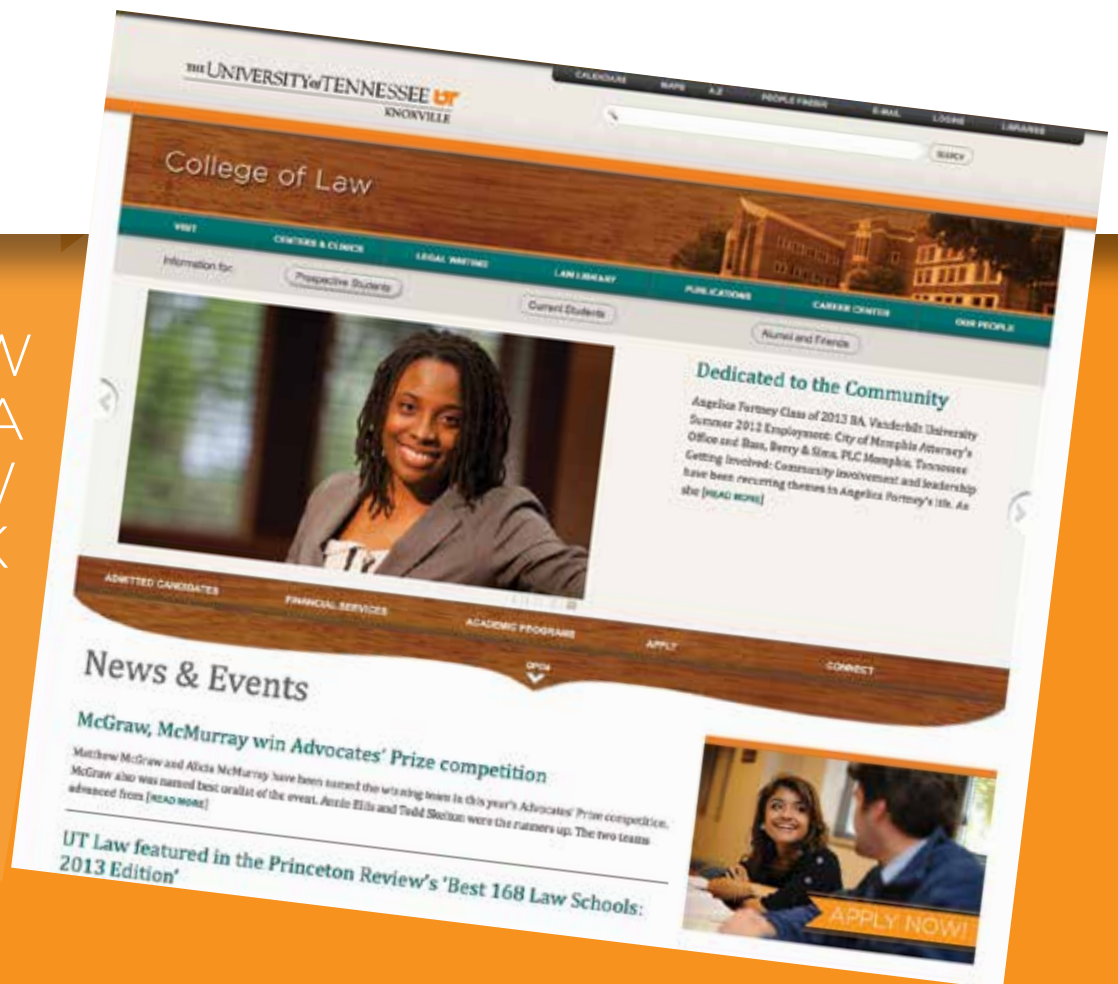 THE UNIVERSITY of TENNESSEE UT
KNOXVILLE
CALENDARS MAPS A-Z PEOPLE FINDER E-MAIL LOGINS LIBRARIES
SEARCH
College of Law
VISIT CENTERS & CLINICS LEGAL WRITING LAW LIBRARY PUBLICATIONS CAREER CENTER OUR PEOPLE
Information for: Prospective Students Current Students Alumni and Friends
W
A
K
Dedicated to the Community
Angelica Fortney Class of 2013 BA, Vanderbilt University
Summer 2012 Employment: City of Memphis Attorney's
Office and Bass, Berry & Sims, PLC Memphis, Tennessee
Getting Involved: Community involvement and leadership
have been recurring themes in Angelica Fortney's life. As
she [READ MORE]
ADMITTED CANDIDATES FINANCIAL SERVICES ACADEMIC PROGRAMS APPLY CONNECT
OPEN
News & Events
McGraw, McMurray win Advocates' Prize competition
Matthew McGraw and Alicia McMurray have been named the winning team in this year's Advocates' Prize competition.
McGraw also was named best oralist of the event. Annie Ellis and Todd Skelton were the runners up. The two teams
advanced from [READ MORE]
UT Law featured in the Princeton Review's 'Best 168 Law Schools:
2013 Edition'
APPLY NOW!